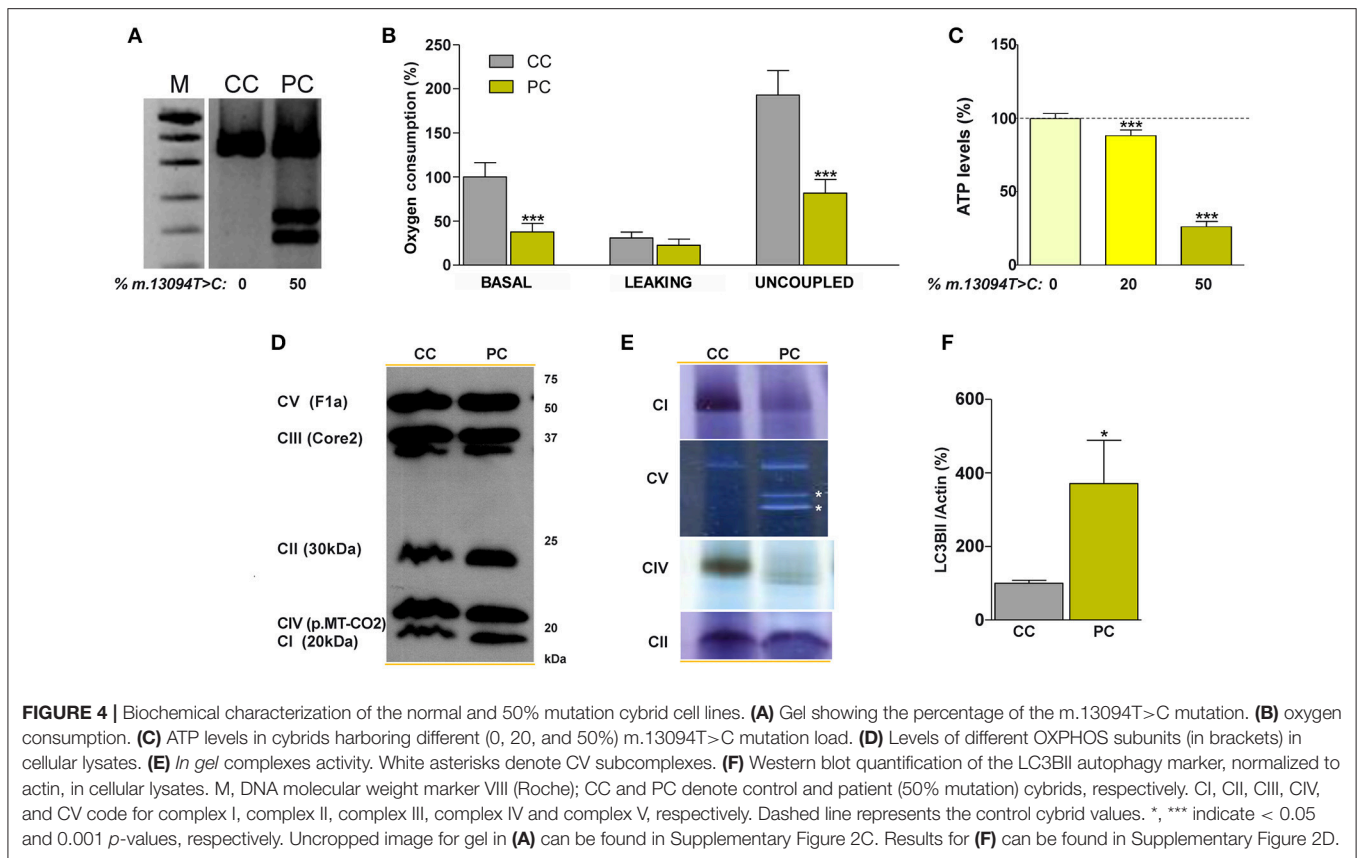 A
M CC PC
% m.13094T>C: 0 50
B
Oxygen consumption (%)
250
200
150
100
50
0
CC
PC
***
***
BASAL LEAKING UNCOUPLED
C
ATP levels (%)
150
100
50
0
***
***
% m.13094T>C: 0 20 50
D
CC PC
75
CV (F1a)
50
CIII (Core2)
37
CII (30kDa)
25
CIV (p.MT-CO2)
20
CI (20kDa)
kDa
E
CC PC
CI
CV
*
*
CIV
CII
F
LC3BII /Actin (%)
600
400
200
0
*
CC PC
FIGURE 4 | Biochemical characterization of the normal and 50% mutation cybrid cell lines. (A) Gel showing the percentage of the m.13094T>C mutation. (B) oxygen
consumption. (C) ATP levels in cybrids harboring different (0, 20, and 50%) m.13094T>C mutation load. (D) Levels of different OXPHOS subunits (in brackets) in
cellular lysates. (E) In gel complexes activity. White asterisks denote CV subcomplexes. (F) Western blot quantification of the LC3BII autophagy marker, normalized to
actin, in cellular lysates. M, DNA molecular weight marker VIII (Roche); CC and PC denote control and patient (50% mutation) cybrids, respectively. CI, CII, CIII, CIV,
and CV code for complex I, complex II, complex III, complex IV and complex V, respectively. Dashed line represents the control cybrid values. *, *** indicate < 0.05
and 0.001 p-values, respectively. Uncropped image for gel in (A) can be found in Supplementary Figure 2C. Results for (F) can be found in Supplementary Figure 2D.